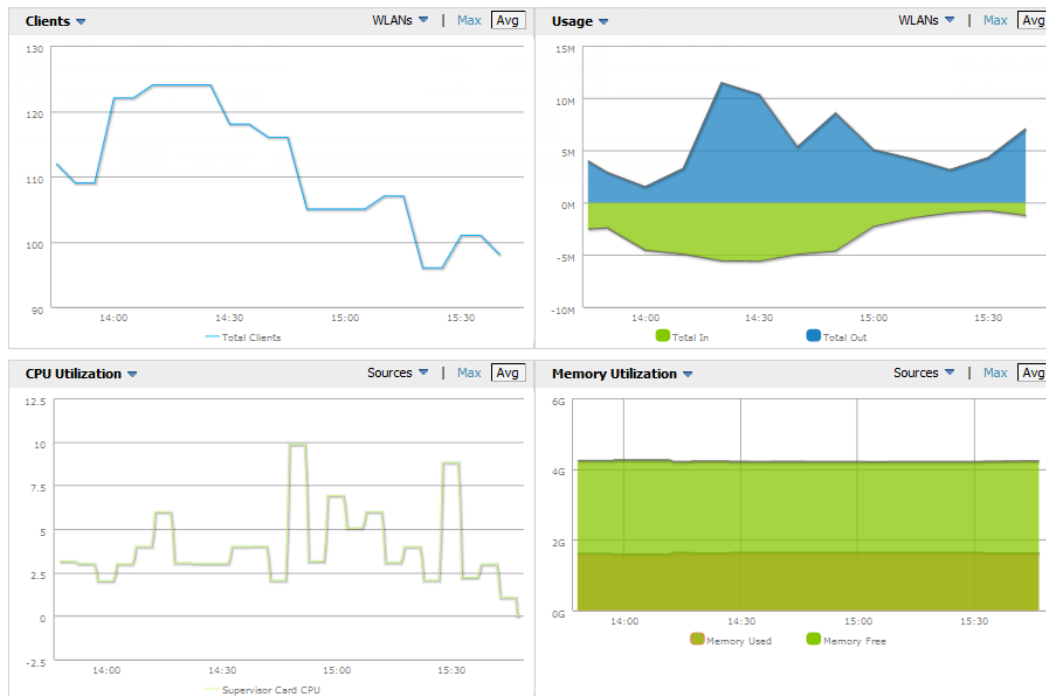 Clients WLANs | Max Avg
130
120
110
100
90
14:00 14:30 15:00 15:30
Total Clients
Usage WLANs | Max Avg
15M
10M
5M
0M
-5M
-10M
14:00 14:30 15:00 15:30
Total In Total Out
CPU Utilization Sources | Max Avg
12.5
10
7.5
5
2.5
0
-2.5
14:00 14:30 15:00 15:30
Supervisor Card CPU
Memory Utilization Sources | Max Avg
6G
4G
2G
0G
14:00 14:30 15:00 15:30
Memory Used Memory Free